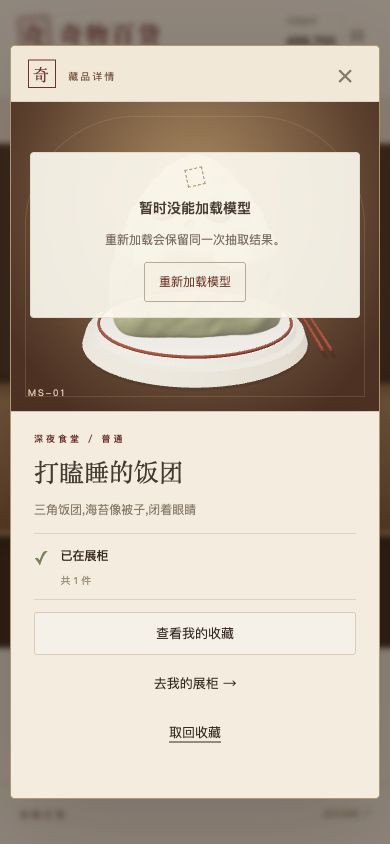 奇物百货
奇
藏品详情
暂时没能加载模型
重新加载会保留同一次抽取结果。
重新加载模型
MS-01
深夜食堂 / 普通
打瞌睡的饭团
三角饭团,海苔像被子,闭着眼睛
已在展柜
共 1 件
查看我的收藏
去我的展柜 →
取回收藏